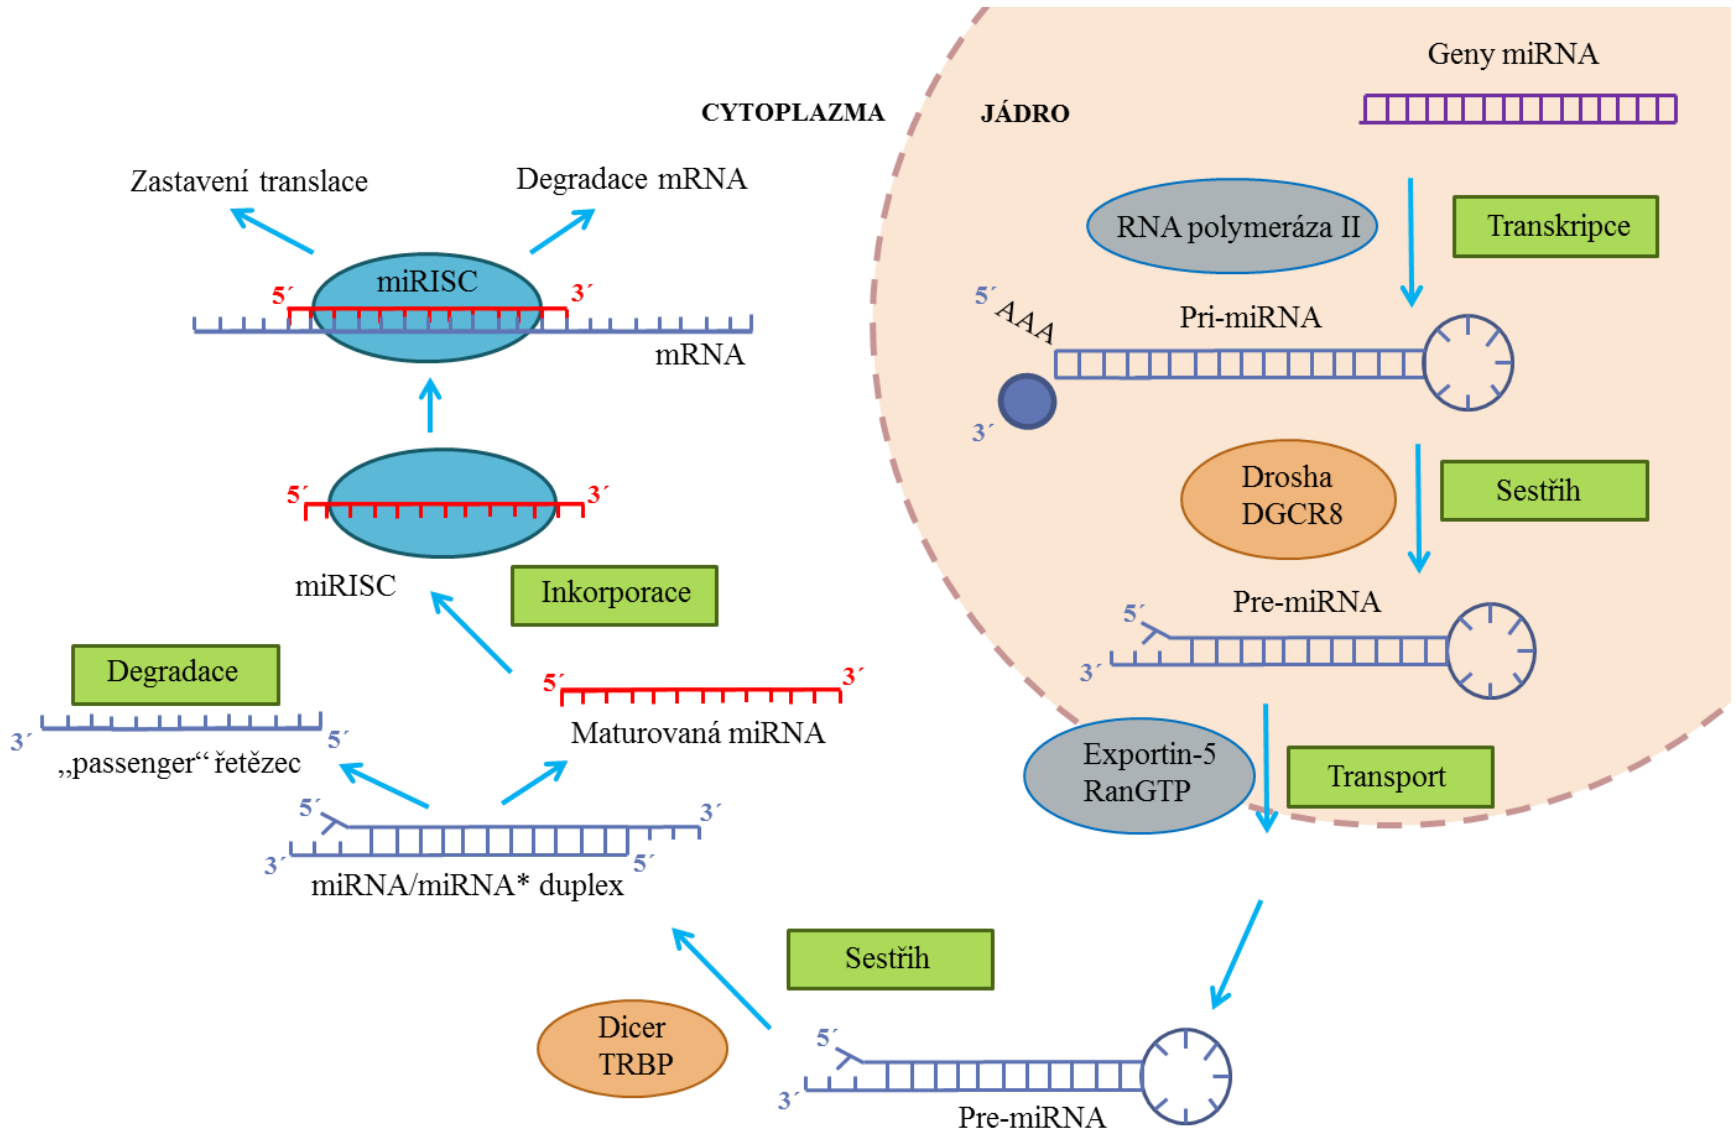 Geny miRNA
CYTOPLAZMA
JÁDRO
RNA polymeráza II
Transkripce
5´ AAA
Pri-miRNA
3´
Drosha
DGCR8
Sestřih
Pre-miRNA
5´
3´
Exportin-5
RanGTP
Transport
5´
3´
Pre-miRNA
Dicer
TRBP
Sestřih
5´
3´
3´
5´
miRNA/miRNA* duplex
Degradace
3´
5´
„passenger“ řetězec
5´
3´
Maturovaná miRNA
Inkorporace
5´
3´
miRISC
miRISC
5´
3´
mRNA
Zastavení translace
Degradace mRNA